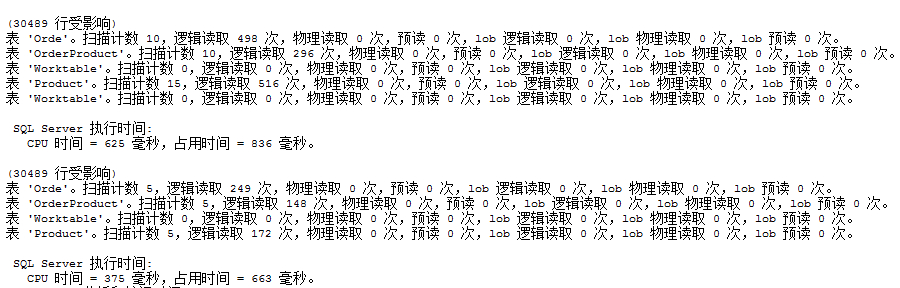 (30489 行受影响)
表 'Orde'。扫描计数 10，逻辑读取 498 次，物理读取 0 次，预读 0 次，lob 逻辑读取 0 次，lob 物理读取 0 次，lob 预读 0 次。
表 'OrderProduct'。扫描计数 10，逻辑读取 296 次，物理读取 0 次，预读 0 次，lob 逻辑读取 0 次，lob 物理读取 0 次，lob 预读 0 次。
表 'Worktable'。扫描计数 0，逻辑读取 0 次，物理读取 0 次，预读 0 次，lob 逻辑读取 0 次，lob 物理读取 0 次，lob 预读 0 次。
表 'Product'。扫描计数 15，逻辑读取 516 次，物理读取 0 次，预读 0 次，lob 逻辑读取 0 次，lob 物理读取 0 次，lob 预读 0 次。
表 'Worktable'。扫描计数 0，逻辑读取 0 次，物理读取 0 次，预读 0 次，lob 逻辑读取 0 次，lob 物理读取 0 次，lob 预读 0 次。
SQL Server 执行时间:
CPU 时间 = 625 毫秒，占用时间 = 836 毫秒。
(30489 行受影响)
表 'Orde'。扫描计数 5，逻辑读取 249 次，物理读取 0 次，预读 0 次，lob 逻辑读取 0 次，lob 物理读取 0 次，lob 预读 0 次。
表 'OrderProduct'。扫描计数 5，逻辑读取 148 次，物理读取 0 次，预读 0 次，lob 逻辑读取 0 次，lob 物理读取 0 次，lob 预读 0 次。
表 'Worktable'。扫描计数 0，逻辑读取 0 次，物理读取 0 次，预读 0 次，lob 逻辑读取 0 次，lob 物理读取 0 次，lob 预读 0 次。
表 'Product'。扫描计数 5，逻辑读取 172 次，物理读取 0 次，预读 0 次，lob 逻辑读取 0 次，lob 物理读取 0 次，lob 预读 0 次。
SQL Server 执行时间:
CPU 时间 = 375 毫秒，占用时间 = 663 毫秒。